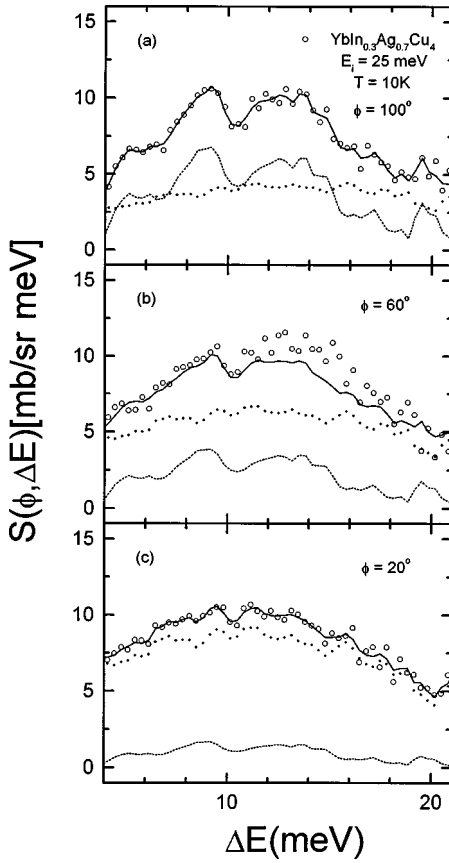 15
(a)
○ YbIn₀.₃Ag₀.₇Cu₄
Eᵢ = 25 meV
T = 10K
ϕ = 100°
10
5
0
15
(b)
ϕ = 60°
10
5
0
15
(c)
ϕ = 20°
10
5
0
10
20
S(ϕ,ΔE)[mb/sr meV]
ΔE(meV)